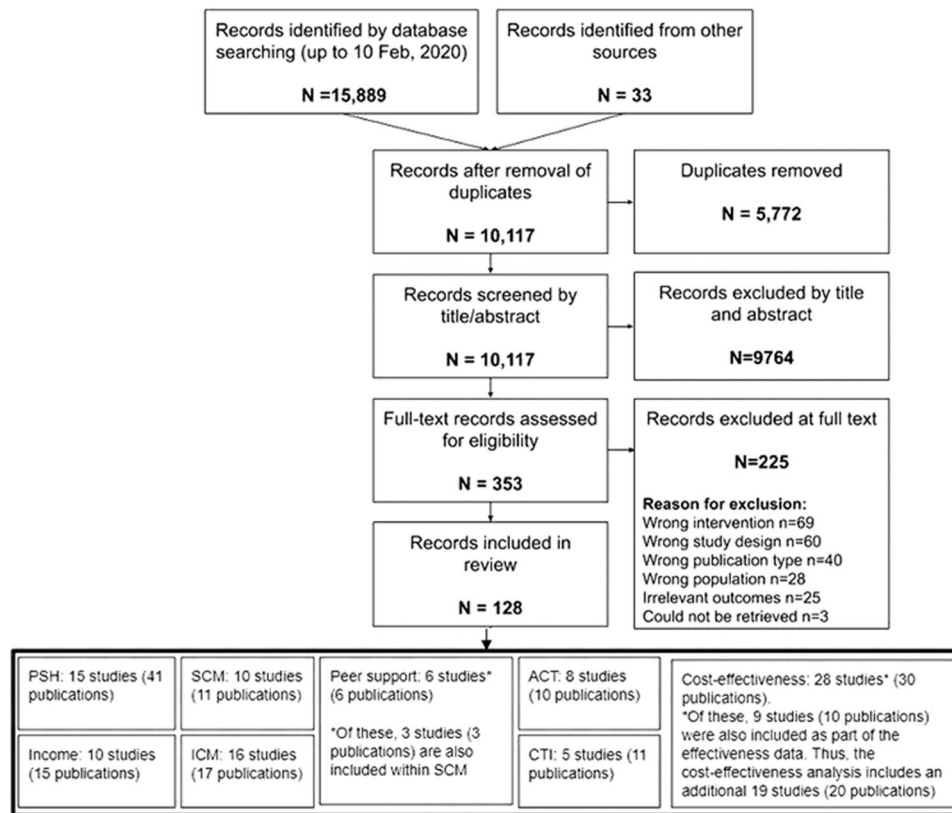 Records identified by database
searching (up to 10 Feb, 2020)
N =15,889
Records identified from other
sources
N = 33
Records after removal of
duplicates
N = 10,117
Duplicates removed
N = 5,772
Records screened by
title/abstract
N = 10,117
Records excluded by title
and abstract
N=9764
Full-text records assessed
for eligibility
N = 353
Records excluded at full text
N=225
Reason for exclusion:
Wrong intervention n=69
Wrong study design n=60
Wrong publication type n=40
Wrong population n=28
Irrelevant outcomes n=25
Could not be retrieved n=3
Records included in
review
N = 128
PSH: 15 studies (41
publications)
SCM: 10 studies
(11 publications)
Peer support: 6 studies*
(6 publications)
*Of these, 3 studies (3
publications) are also
included within SCM
ACT: 8 studies
(10 publications)
Cost-effectiveness: 28 studies* (30
publications).
*Of these, 9 studies (10 publications)
were also included as part of the
effectiveness data. Thus, the
cost-effectiveness analysis includes an
additional 19 studies (20 publications)
Income: 10 studies
(15 publications)
ICM: 16 studies
(17 publications)
CTI: 5 studies (11
publications)